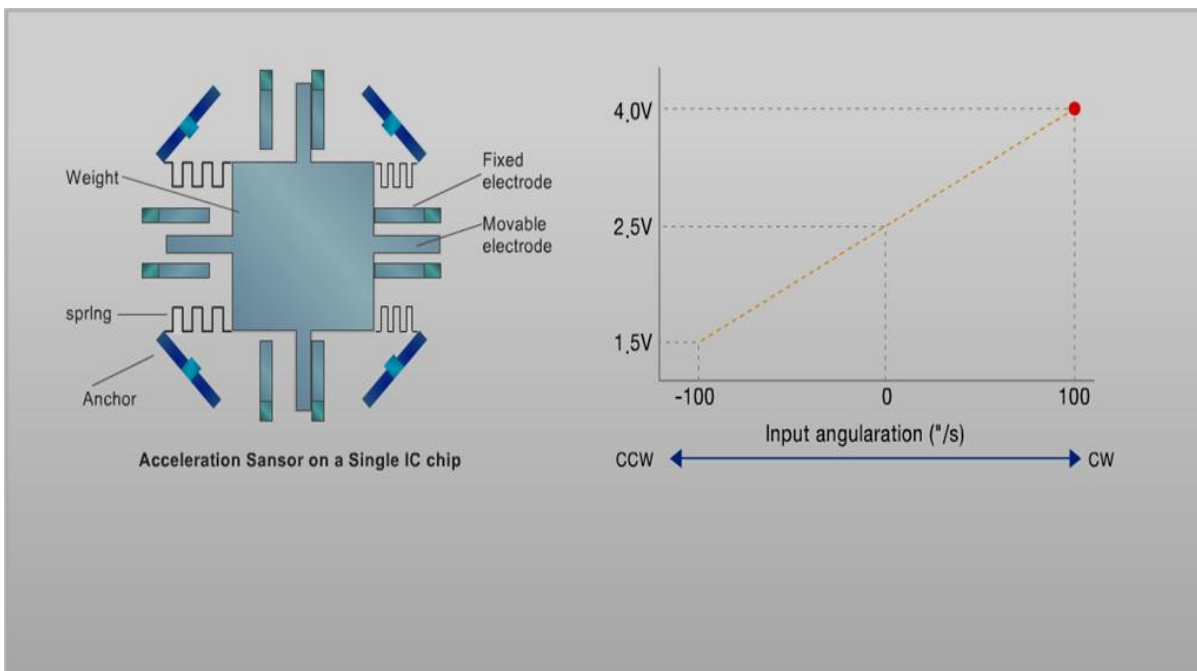 Weight
Fixed
electrode
Movable
electrode
sprIng
Anchor
Acceleration Sansor on a Single IC chip
4.0V
2.5V
1.5V
-100
0
100
Input angularation ("/s)
CCW
CW